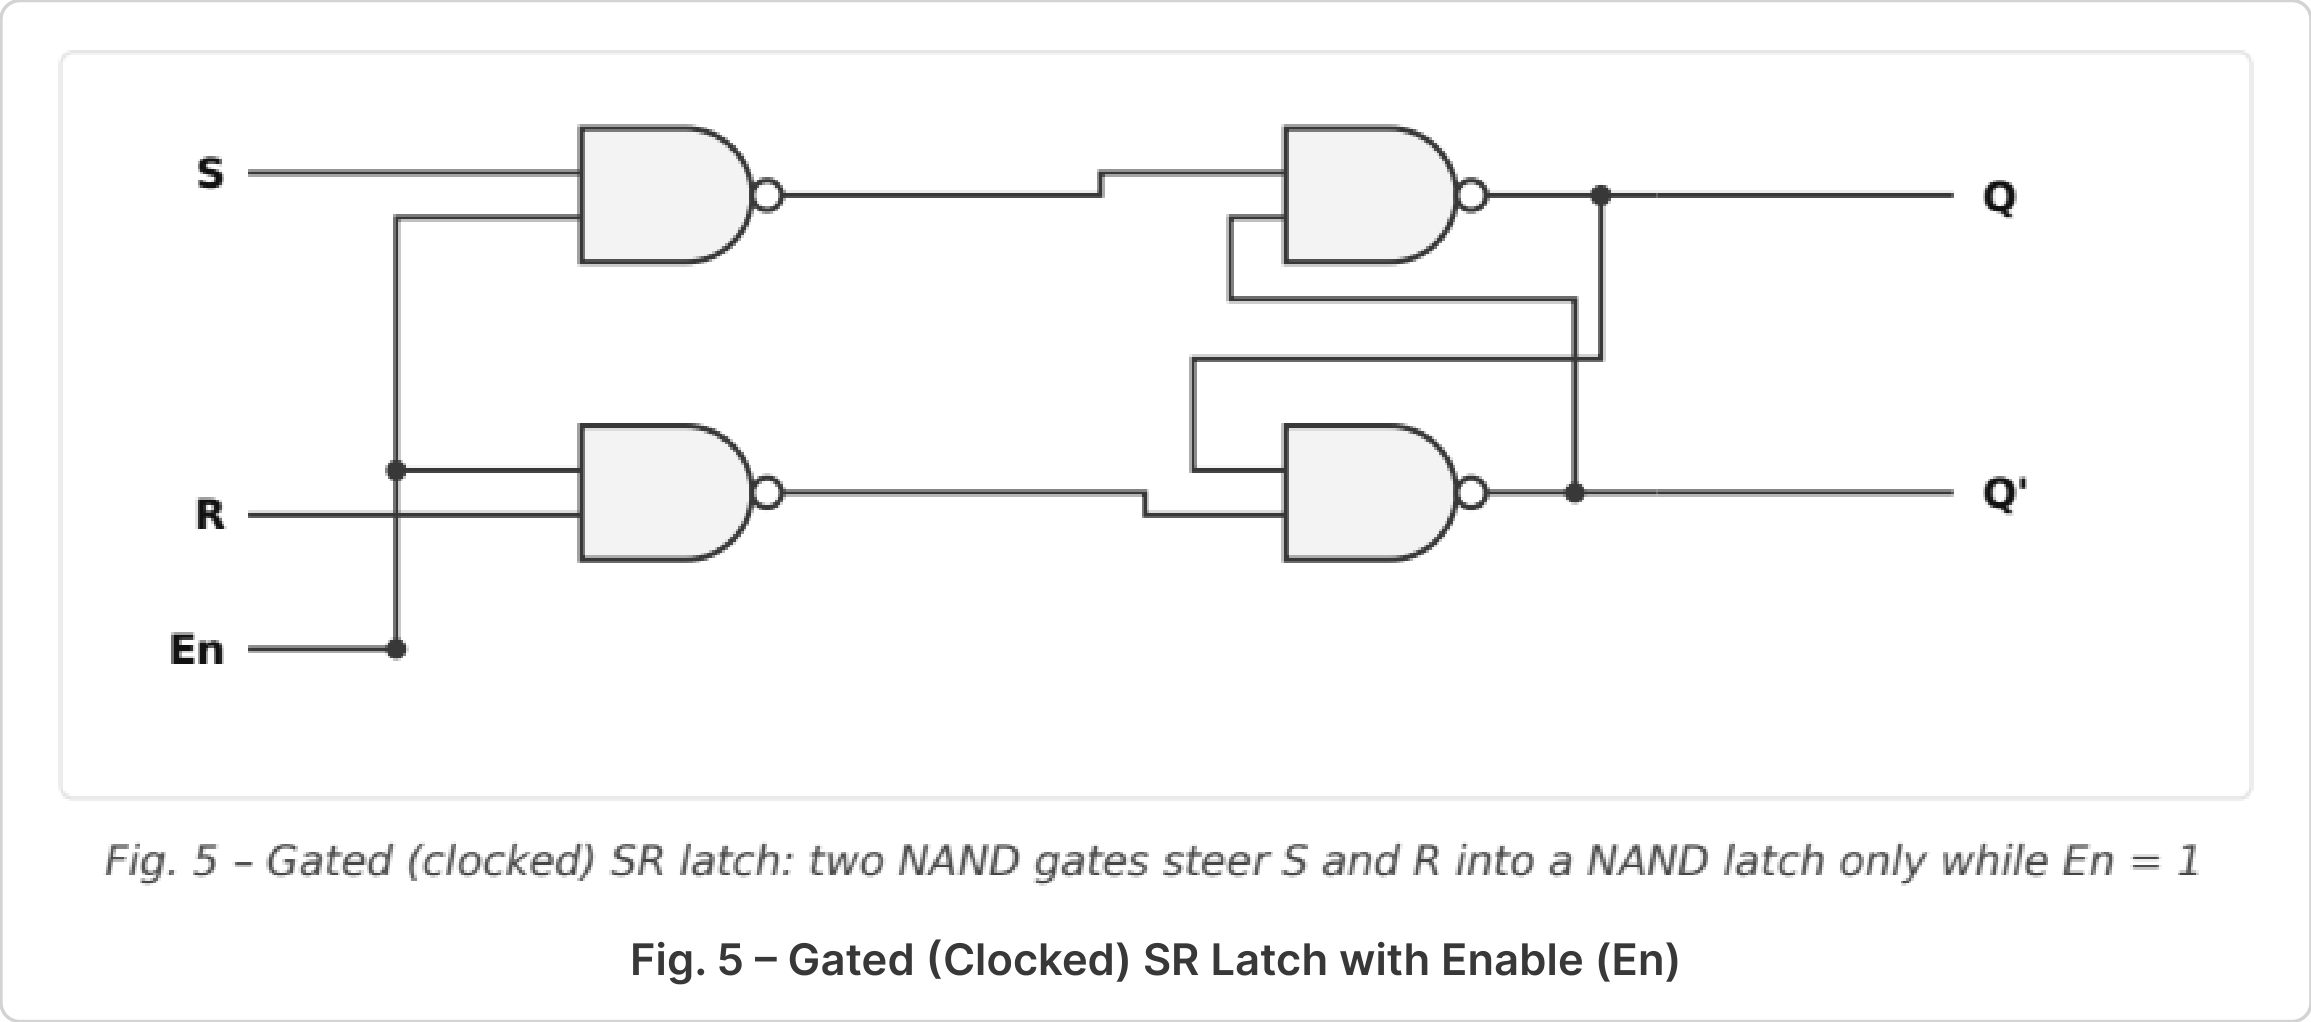 S
Q
R
Q'
En
Fig. 5 – Gated (clocked) SR latch: two NAND gates steer S and R into a NAND latch only while En = 1
Fig. 5 – Gated (Clocked) SR Latch with Enable (En)